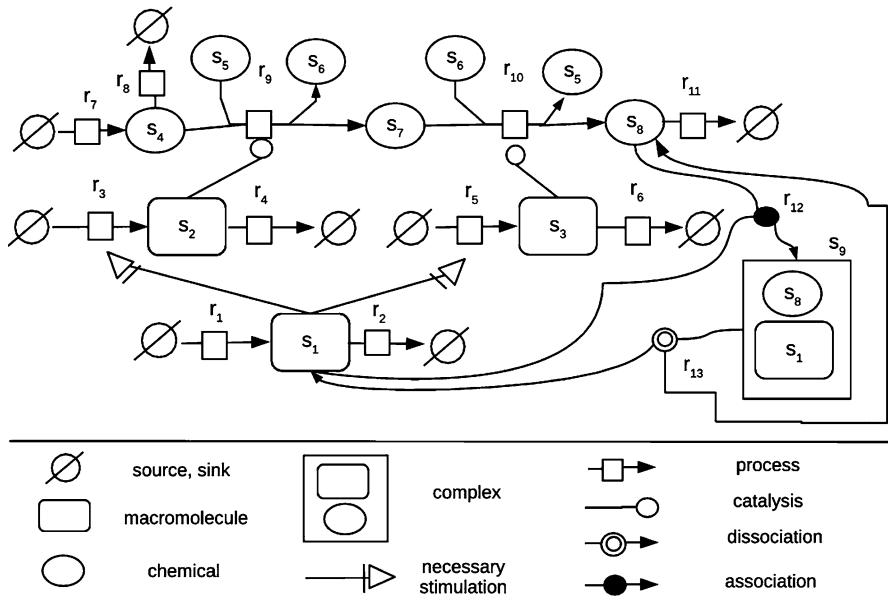 r₈
s₅
r₉
s₆
s₆
r₁₀
s₅
r₇
s₄
s₇
s₈
r₁₁
r₃
s₂
r₄
r₅
s₃
r₆
r₁₂
s₉
s₈
s₁
r₁
s₁
r₂
r₁₃
source, sink
macromolecule
chemical
complex
necessary
stimulation
process
catalysis
dissociation
association